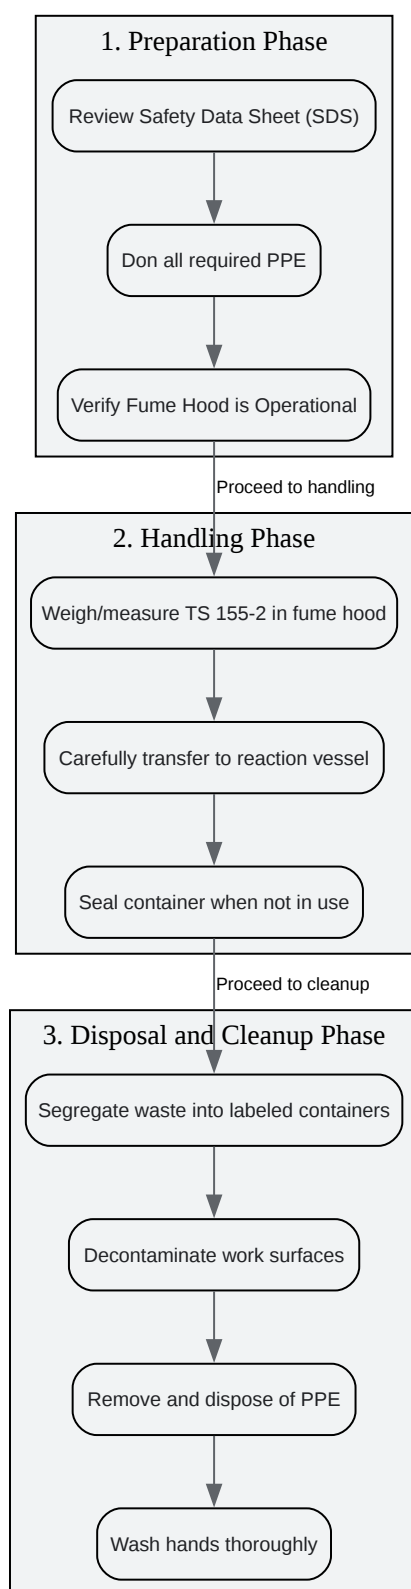 1. Preparation Phase
Review Safety Data Sheet (SDS)
Don all required PPE
Verify Fume Hood is Operational
Proceed to handling
2. Handling Phase
Weigh/measure TS 155-2 in fume hood
Carefully transfer to reaction vessel
Seal container when not in use
Proceed to cleanup
3. Disposal and Cleanup Phase
Segregate waste into labeled containers
Decontaminate work surfaces
Remove and dispose of PPE
Wash hands thoroughly